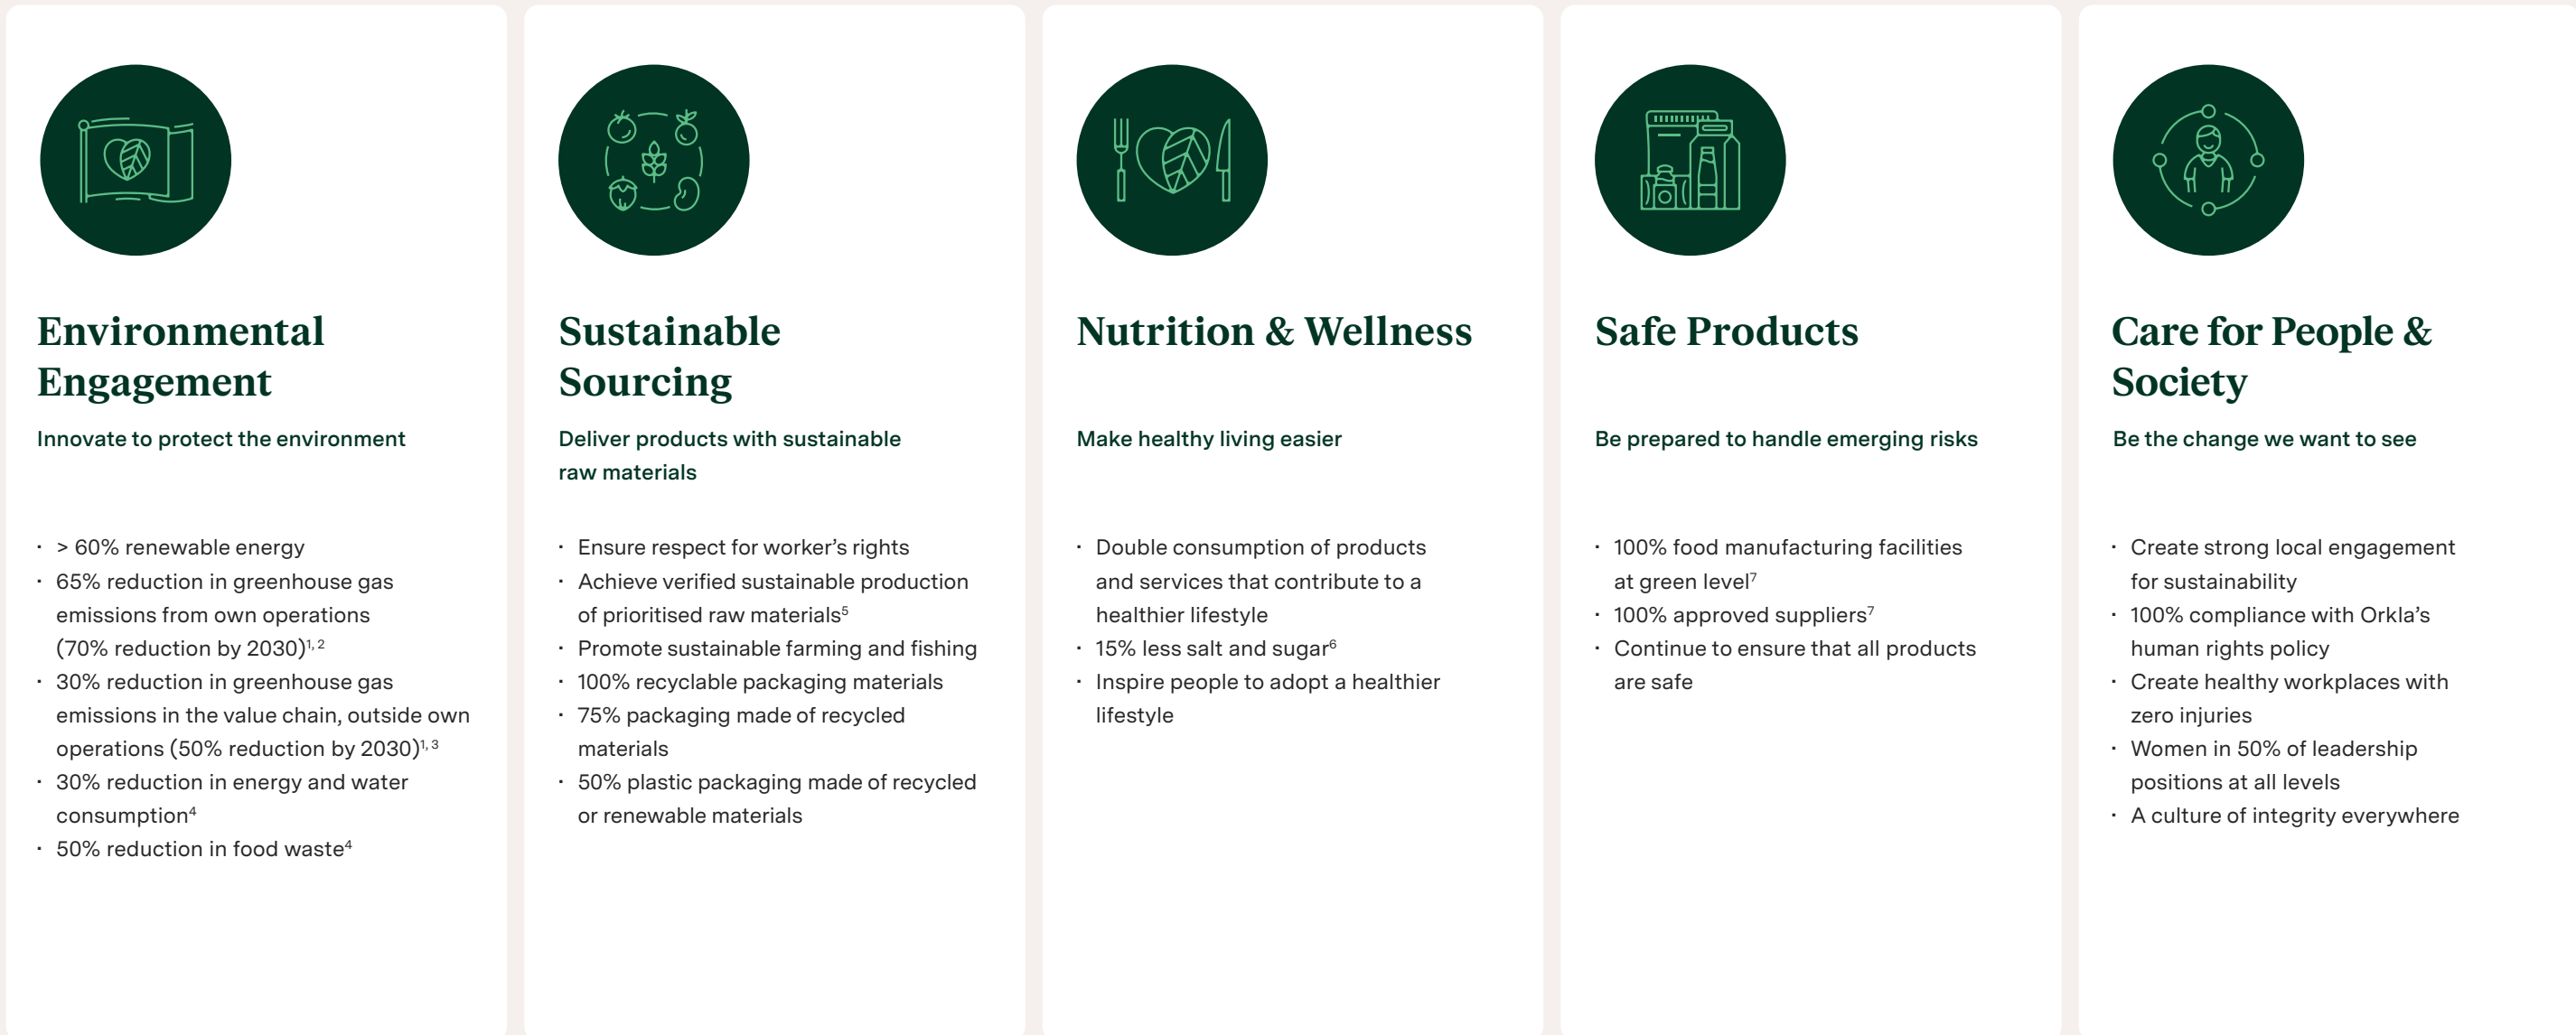 Environmental
Engagement
Innovate to protect the environment
· > 60% renewable energy
· 65% reduction in greenhouse gas
emissions from own operations
(70% reduction by 2030)1, 2
· 30% reduction in greenhouse gas
emissions in the value chain, outside own
operations (50% reduction by 2030)1, 3
· 30% reduction in energy and water
consumption4
· 50% reduction in food waste4
Sustainable
Sourcing
Deliver products with sustainable
raw materials
· Ensure respect for worker’s rights
· Achieve verified sustainable production
of prioritised raw materials5
· Promote sustainable farming and fishing
· 100% recyclable packaging materials
· 75% packaging made of recycled
materials
· 50% plastic packaging made of recycled
or renewable materials
Nutrition & Wellness
Make healthy living easier
· Double consumption of products
and services that contribute to a
healthier lifestyle
· 15% less salt and sugar6
· Inspire people to adopt a healthier
lifestyle
Safe Products
Be prepared to handle emerging risks
· 100% food manufacturing facilities
at green level7
· 100% approved suppliers7
· Continue to ensure that all products
are safe
Care for People &
Society
Be the change we want to see
· Create strong local engagement
for sustainability
· 100% compliance with Orkla’s
human rights policy
· Create healthy workplaces with
zero injuries
· Women in 50% of leadership
positions at all levels
· A culture of integrity everywhere